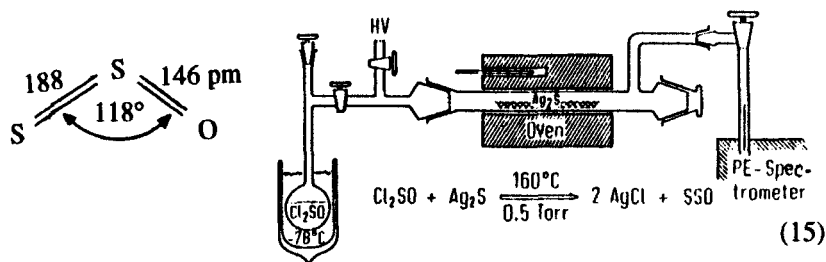 S
188
146 pm
118°
S
O
HV
Ag₂S
Oven
Cl₂SO
-78°C
PE-Spec-
trometer
Cl₂SO + Ag₂S 160°C 0.5 Torr 2 AgCl + SSO
(15)